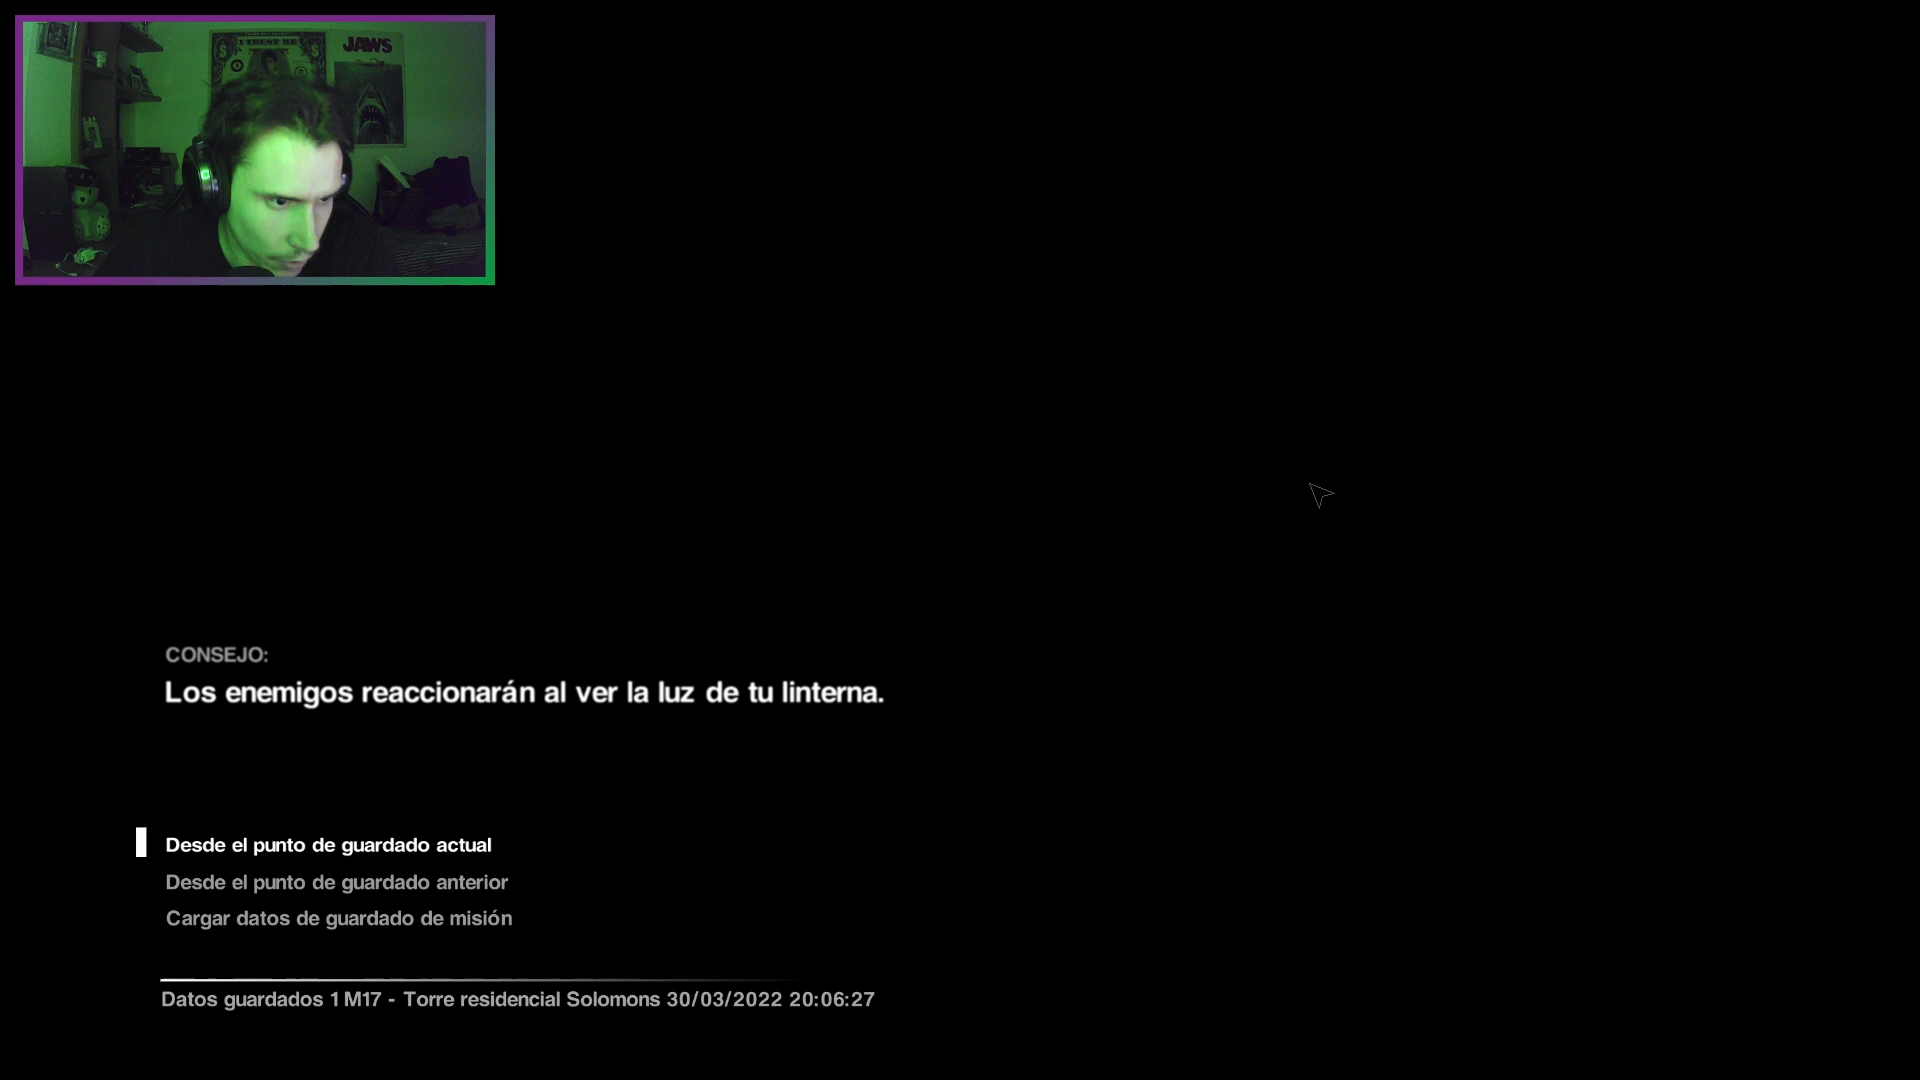 I TRUST ME
JAWS
CONSEJO:
Los enemigos reaccionarán al ver la luz de tu linterna.
Desde el punto de guardado actual
Desde el punto de guardado anterior
Cargar datos de guardado de misión
Datos guardados 1 M17 - Torre residencial Solomons 30/03/2022 20:06:27